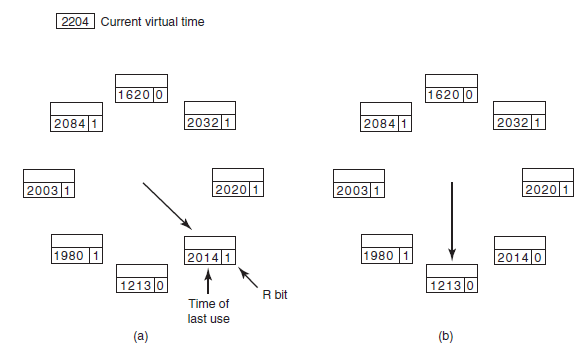 2204 Current virtual time
1620 0
2084 1
2032 1
2003 1
2020 1
1980 1
2014 1
1213 0
Time of
last use
R bit
(a)
1620 0
2084 1
2032 1
2003 1
2020 1
1980 1
2014 0
1213 0
(b)